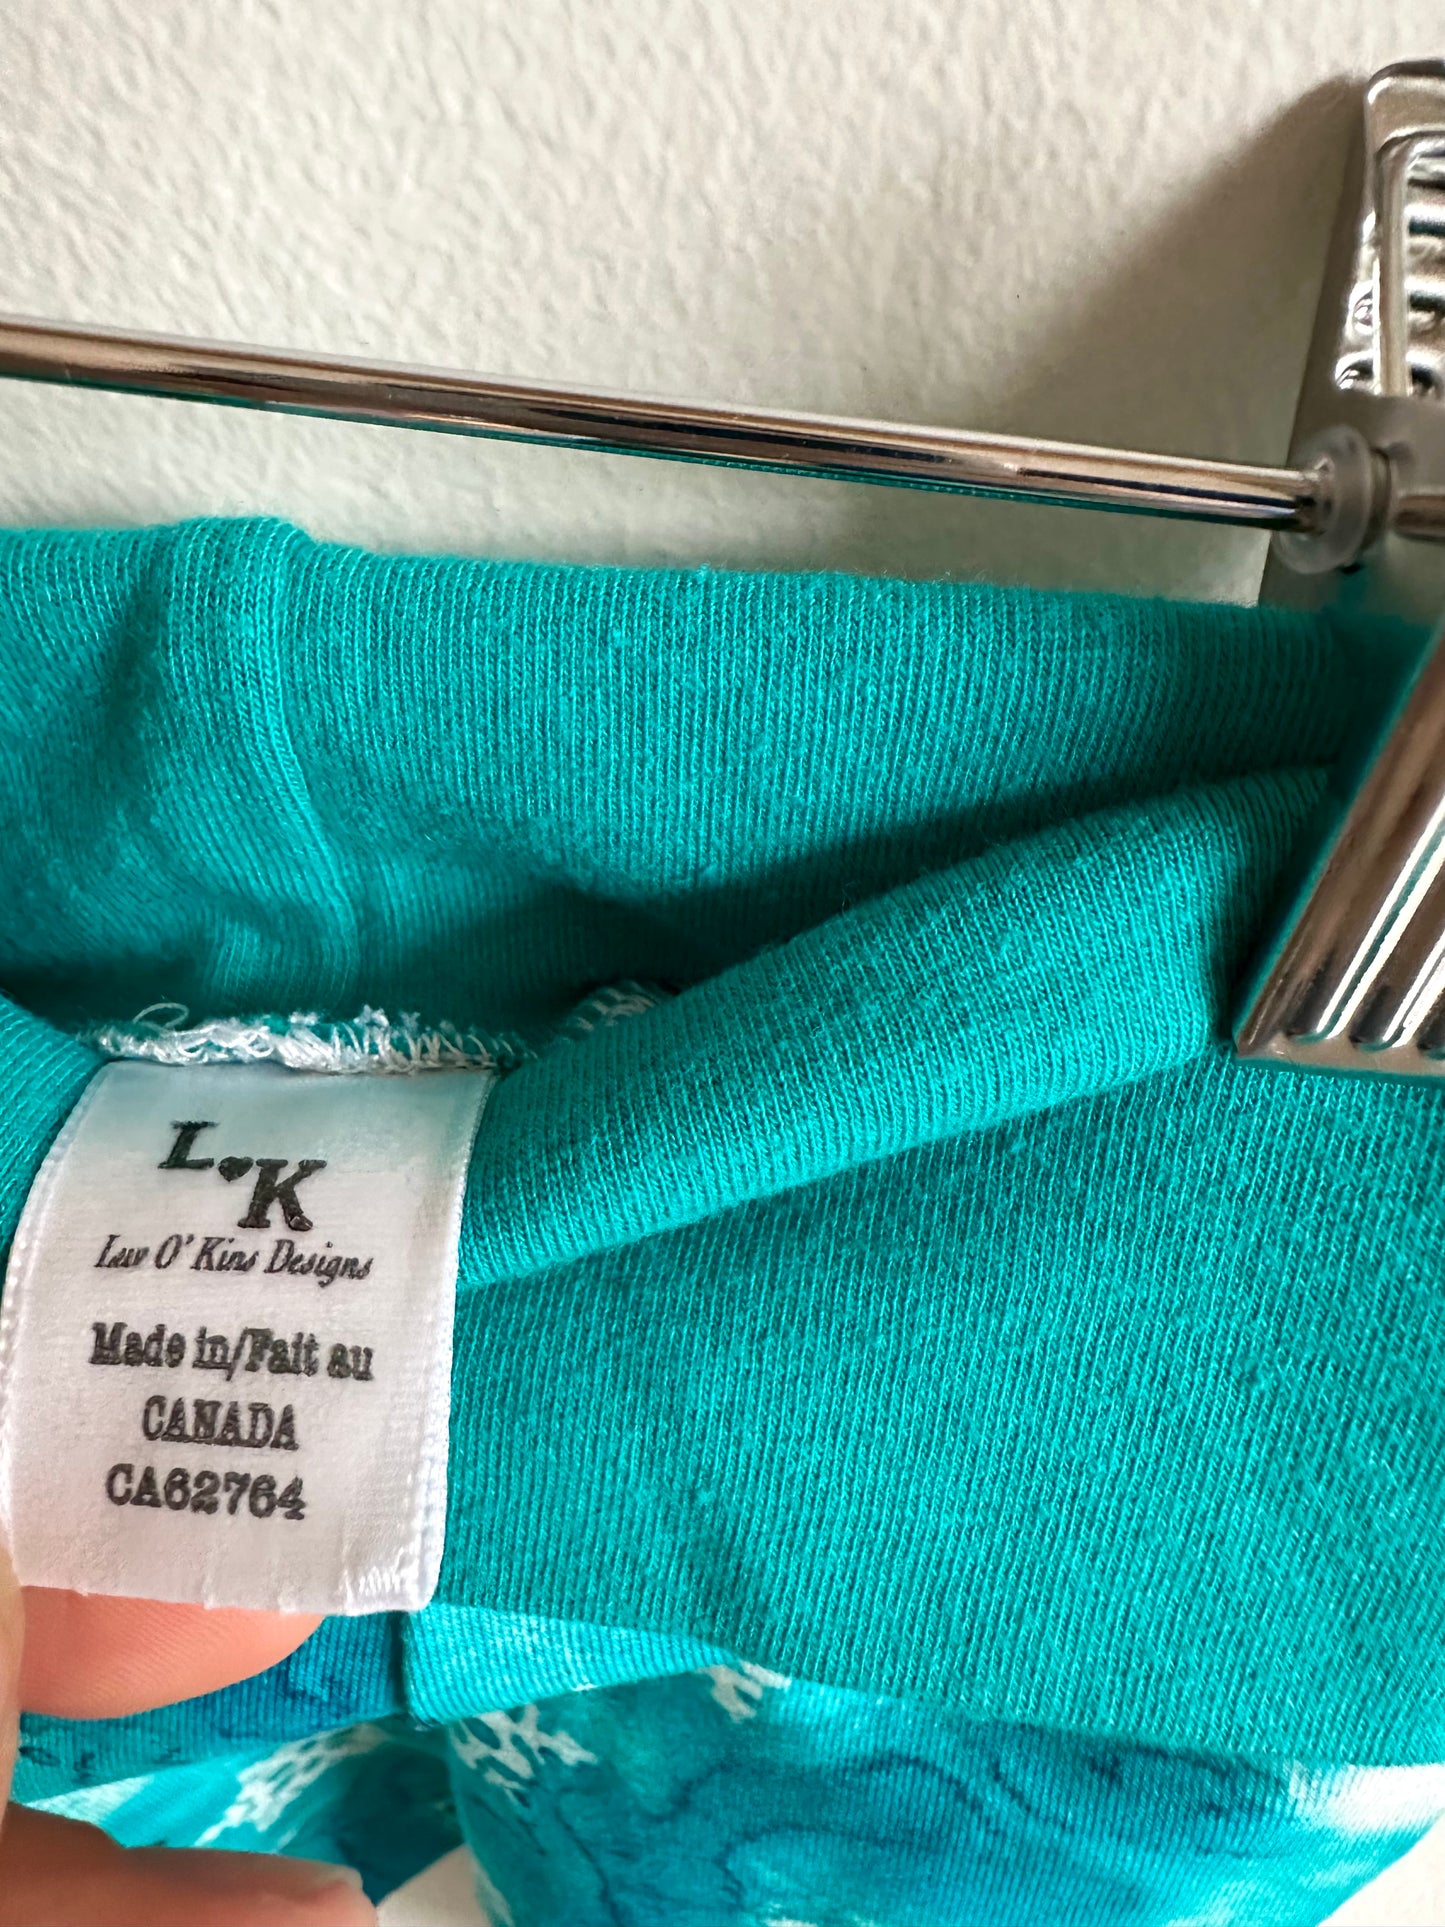 L♥K
Luv O' Kins Designs
Made in/Fait au
CANADA
CA62764